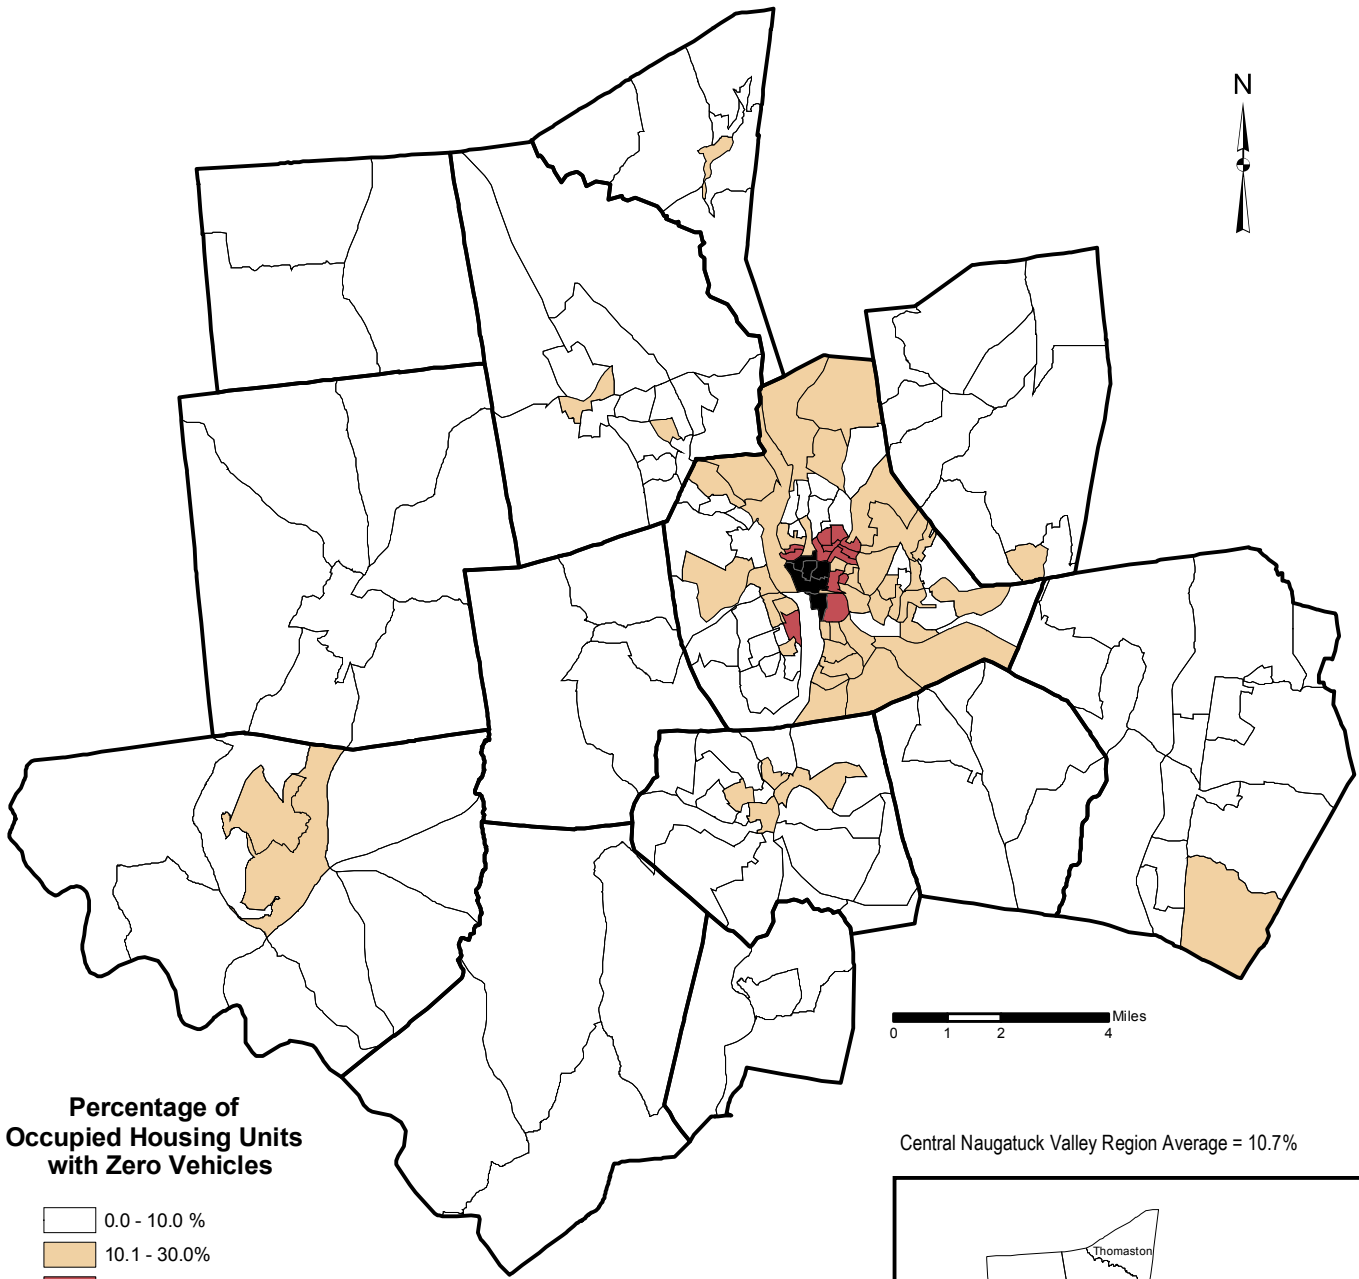 N
Miles
0 1 2 4
Percentage of
Occupied Housing Units
with Zero Vehicles
0.0 - 10.0 %
10.1 - 30.0%
Central Naugatuck Valley Region Average = 10.7%
Thomaston